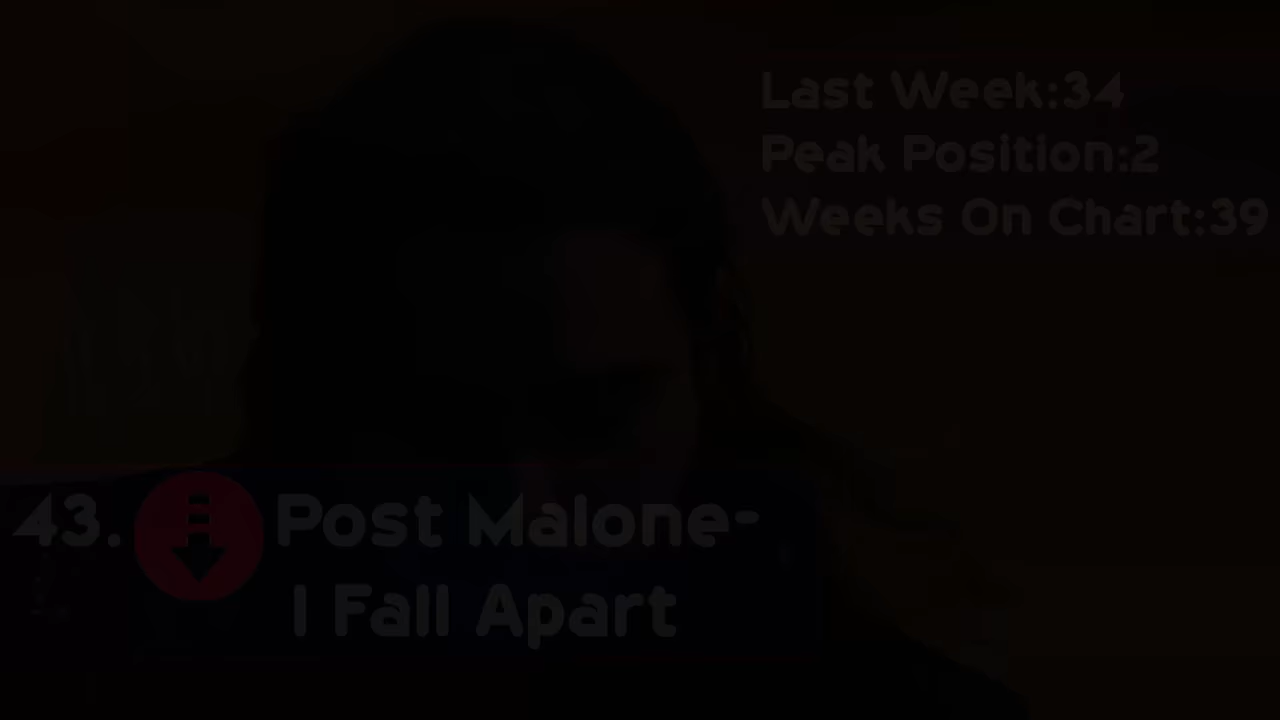 Last Week:34
Peak Position:2
Weeks On Chart:39
43. Post Malone-
I Fall Apart